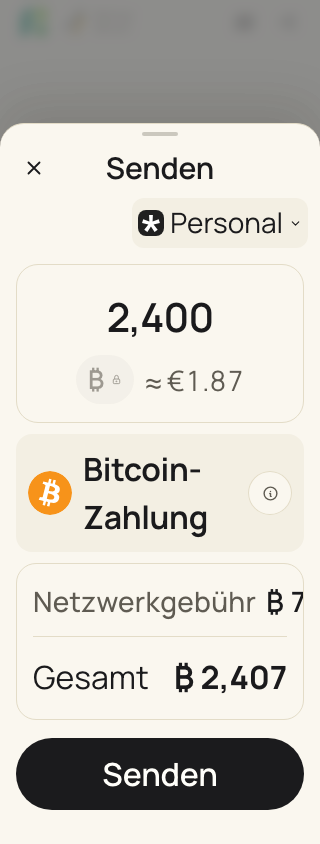 Senden
Personal
2,400
₿ ≈€1.87
Bitcoin-
Zahlung
Netzwerkgebühr ₿ 7
Gesamt ₿ 2,407
Senden